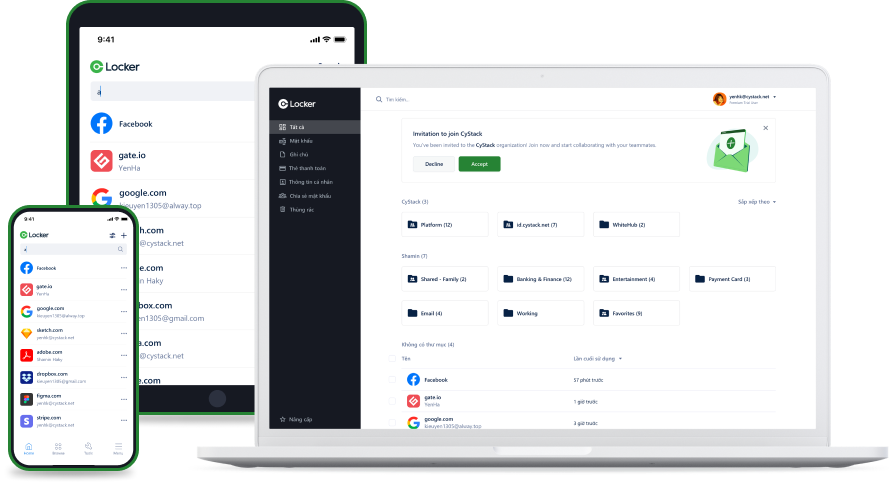 9:41
Locker
a
Facebook
gate.io
YenHa
google.com
kieuyen1305@alway.top
ch.com
@cystack.net
e.com
n Haky
box.com
en1305@gmail.com
a.com
@cystack.net
e.com
9:41
Locker
a
Facebook
gate.io
YenHa
google.com
kieuyen1305@alway.top
sketch.com
yenhk@cystack.net
adobe.com
Shamin Haky
dropbox.com
kieuyen1305@gmail.com
figma.com
yenhk@cystack.net
stripe.com
yenhk@cystack.net
Home
Browse
Tools
Menu
Locker
Tất cả
Mật khẩu
Ghi chú
Thẻ thanh toán
Thông tin cá nhân
Chia sẻ mật khẩu
Thùng rác
Nâng cấp
Tìm kiếm..
yenhk@cystack.net
Invitation to join CyStack
You've been invited to the CyStack organization! Join now and start collaborating with your teammates.
Decline
Accept
CyStack (3)
Sắp xếp theo
Platform (12)
id.cystack.net (7)
WhiteHub (2)
Shamin (7)
Shared - Family (2)
Banking & Finance (12)
Entertainment (4)
Payment Card (3)
Email (4)
Working
Favorites (9)
Không có thư mục (4)
Tên
Lần cuối sử dụng
Facebook
57 phút trước
gate.io
YenHa
1 giờ trước
google.com
kieuyen1305@alway.top
3 giờ trước